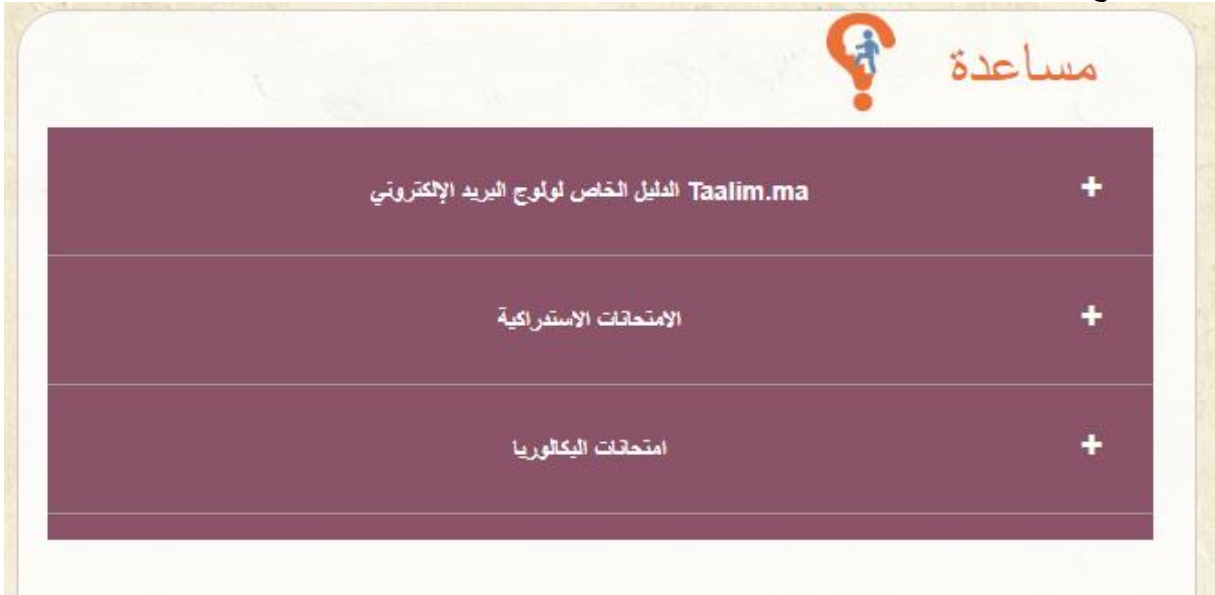 مساعدة
Taalim.ma الدليل الخاص لولوج البريد الإلكتروني
الامتحانات الاستدراكية
امتحانات البكالوريا